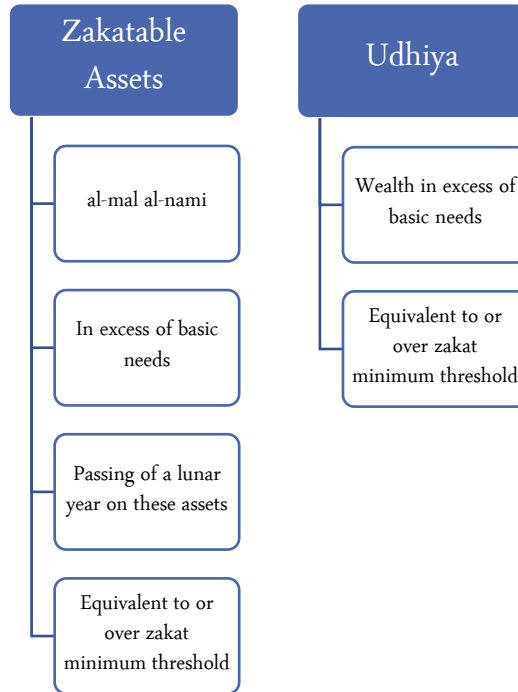 Zakatable
Assets
al-mal al-nami
In excess of basic
needs
Passing of a lunar
year on these assets
Equivalent to or
over zakat
minimum threshold
Udhiya
Wealth in excess of
basic needs
Equivalent to or
over zakat
minimum threshold